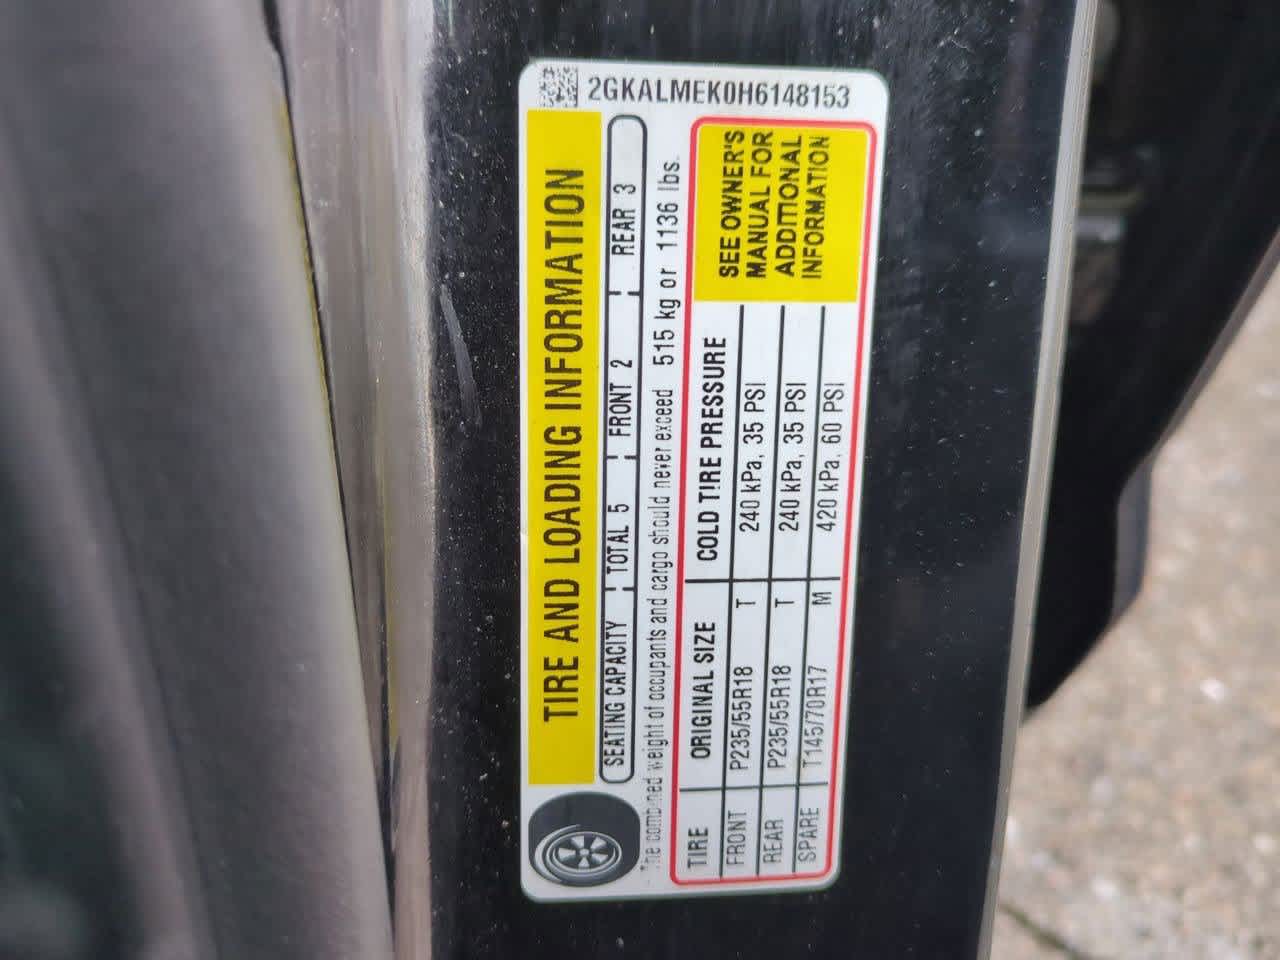 2GKALMEK0H6148153
TIRE AND LOADING INFORMATION
SEATING CAPACITY TOTAL 5 FRONT 2 REAR 3
The combined weight of occupants and cargo should never exceed 515 kg or 1136 lbs.
TIRE ORIGINAL SIZE COLD TIRE PRESSURE
FRONT P235/55R18 T 240 kPa, 35 PSI
REAR P235/55R18 T 240 kPa, 35 PSI
SPARE T145/70R17 M 420 kPa, 60 PSI
SEE OWNER'S
MANUAL FOR
ADDITIONAL
INFORMATION